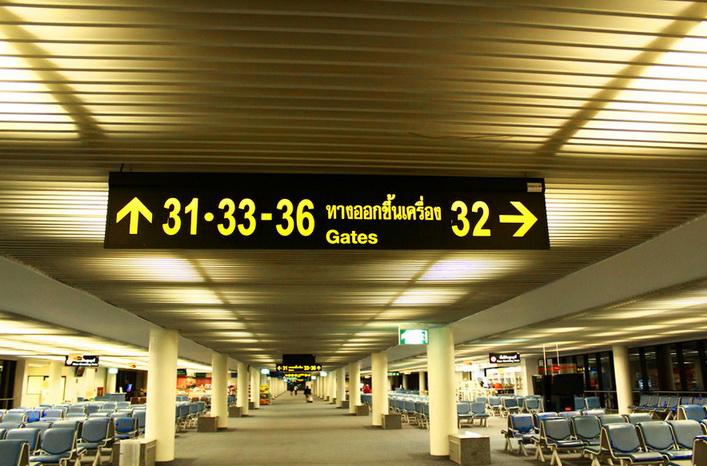 ↑ 31·33-36 ทางออกขึ้นเครื่อง 32 →
Gates